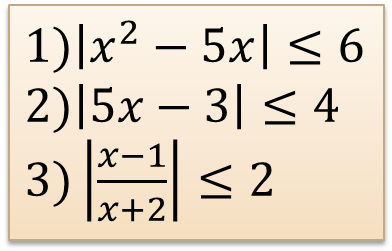 1)|x² − 5x| ≤ 6
2)|5x − 3| ≤ 4
3) |(x−1)/(x+2)| ≤ 2